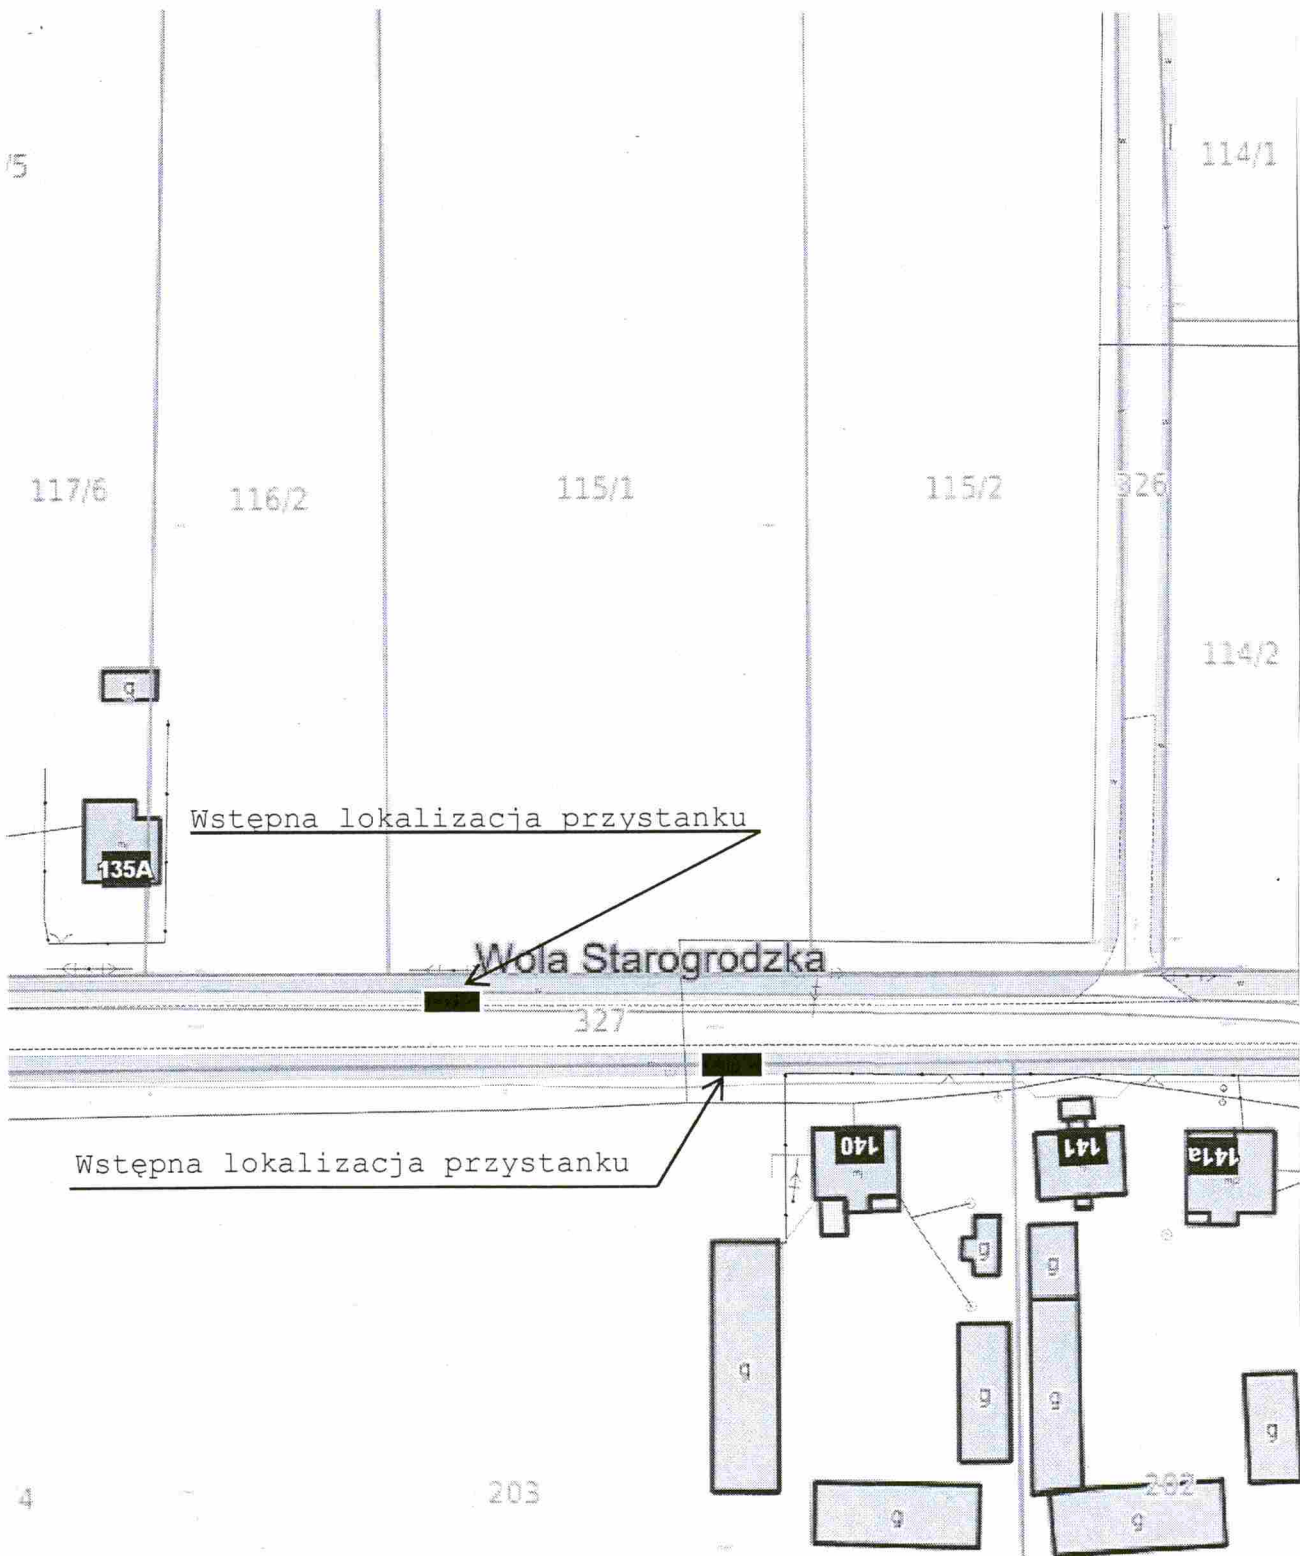 /5
114/1
117/6
116/2
115/1
115/2
326
114/2
g
Wstępna lokalizacja przystanku
135A
Wola Starogrodzka
327
Wstępna lokalizacja przystanku
140
141
141a
g
g
g
g
g
g
4
203
202
g
g